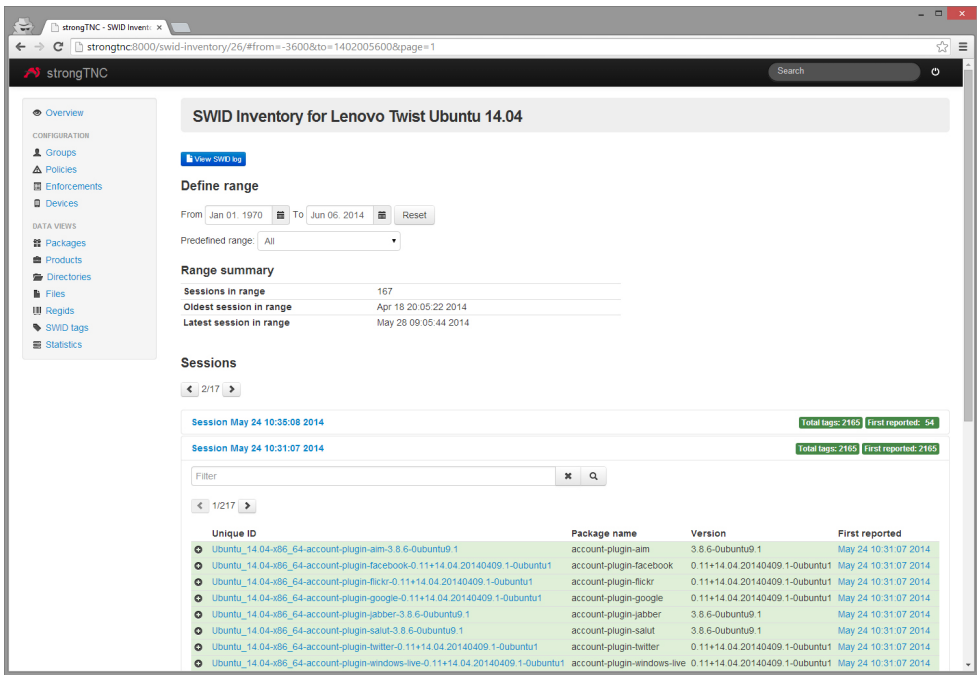 strongTNC - SWID Invento
strongtnc:8000/swid-inventory/26/#from=-3600&to=1402005600&page=1
strongTNC
Search
Overview
CONFIGURATION
Groups
Policies
Enforcements
Devices
DATA VIEWS
Packages
Products
Directories
Files
Regids
SWID tags
Statistics
SWID Inventory for Lenovo Twist Ubuntu 14.04
View SWID log
Define range
From Jan 01. 1970 To Jun 06. 2014 Reset
Predefined range: All
Range summary
Sessions in range 167
Oldest session in range Apr 18 20:05:22 2014
Latest session in range May 28 09:05:44 2014
Sessions
2/17
Session May 24 10:35:08 2014 Total tags: 2165 First reported: 54
Session May 24 10:31:07 2014 Total tags: 2165 First reported: 2165
Filter
1/217
Unique ID Package name Version First reported
Ubuntu_14.04-x86_64-account-plugin-aim-3.8.6-0ubuntu9.1 account-plugin-aim 3.8.6-0ubuntu9.1 May 24 10:31:07 2014
Ubuntu_14.04-x86_64-account-plugin-facebook-0.11+14.04.20140409.1-0ubuntu1 account-plugin-facebook 0.11+14.04.20140409.1-0ubuntu1 May 24 10:31:07 2014
Ubuntu_14.04-x86_64-account-plugin-flickr-0.11+14.04.20140409.1-0ubuntu1 account-plugin-flickr 0.11+14.04.20140409.1-0ubuntu1 May 24 10:31:07 2014
Ubuntu_14.04-x86_64-account-plugin-google-0.11+14.04.20140409.1-0ubuntu1 account-plugin-google 0.11+14.04.20140409.1-0ubuntu1 May 24 10:31:07 2014
Ubuntu_14.04-x86_64-account-plugin-jabber-3.8.6-0ubuntu9.1 account-plugin-jabber 3.8.6-0ubuntu9.1 May 24 10:31:07 2014
Ubuntu_14.04-x86_64-account-plugin-salut-3.8.6-0ubuntu9.1 account-plugin-salut 3.8.6-0ubuntu9.1 May 24 10:31:07 2014
Ubuntu_14.04-x86_64-account-plugin-twitter-0.11+14.04.20140409.1-0ubuntu1 account-plugin-twitter 0.11+14.04.20140409.1-0ubuntu1 May 24 10:31:07 2014
Ubuntu_14.04-x86_64-account-plugin-windows-live-0.11+14.04.20140409.1-0ubuntu1 account-plugin-windows-live 0.11+14.04.20140409.1-0ubuntu1 May 24 10:31:07 2014